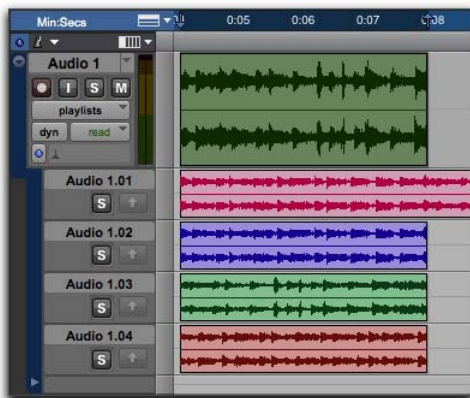 Min:Secs 0:05 0:06 0:07 0:08
Audio 1
I S M
playlists
dyn read
Audio 1.01
S
Audio 1.02
S
Audio 1.03
S
Audio 1.04
S